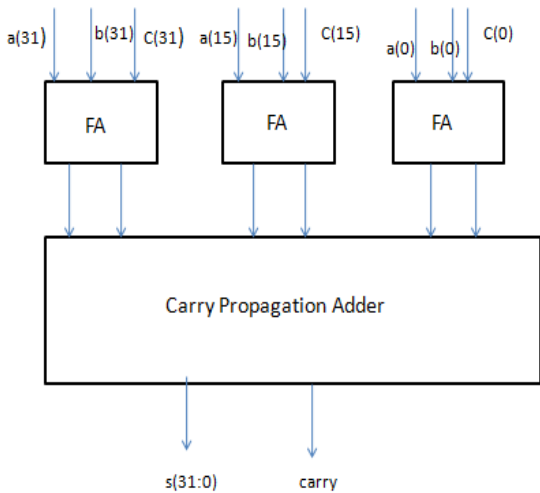 a(31) b(31) C(31) a(15) b(15) C(15) a(0) b(0) C(0)
FA FA FA
Carry Propagation Adder
s(31:0) carry